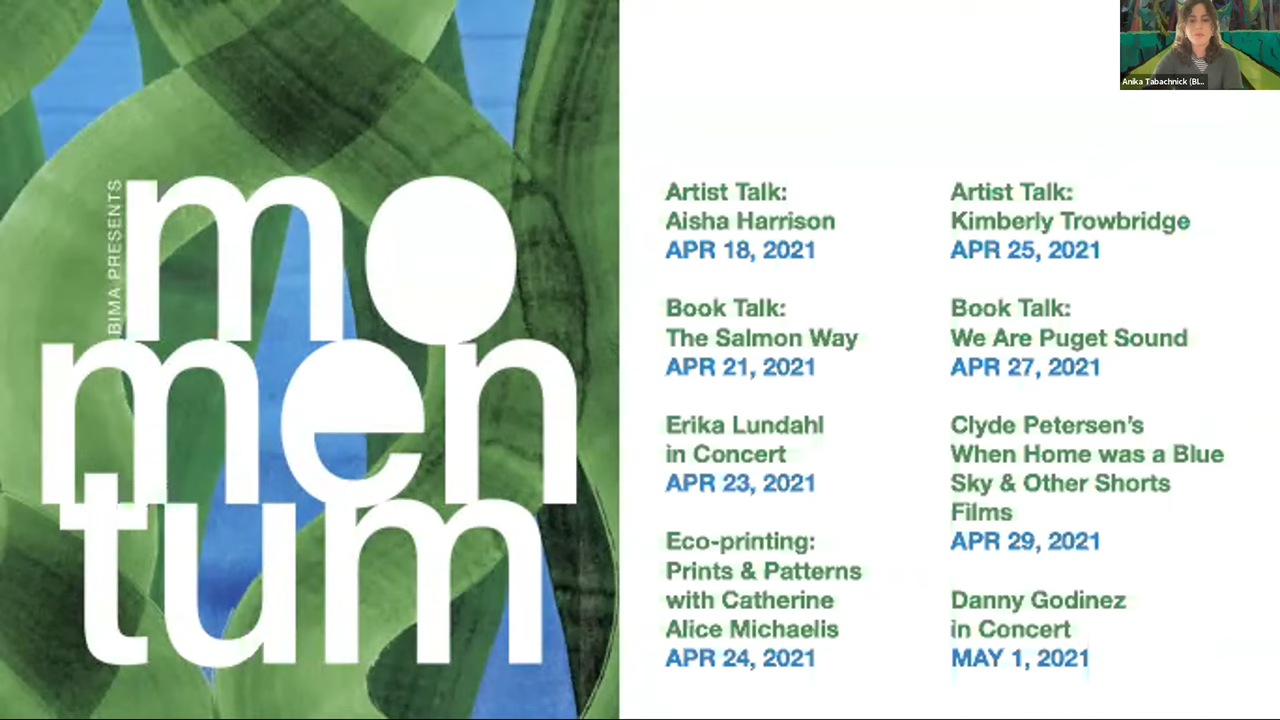 BIMA PRESENTS
mo
men
tum
Artist Talk:
Aisha Harrison
APR 18, 2021
Book Talk:
The Salmon Way
APR 21, 2021
Erika Lundahl
in Concert
APR 23, 2021
Eco-printing:
Prints & Patterns
with Catherine
Alice Michaelis
APR 24, 2021
Artist Talk:
Kimberly Trowbridge
APR 25, 2021
Book Talk:
We Are Puget Sound
APR 27, 2021
Clyde Petersen’s
When Home was a Blue
Sky & Other Shorts
Films
APR 29, 2021
Danny Godinez
in Concert
MAY 1, 2021
Anika Tabachnick (BI...